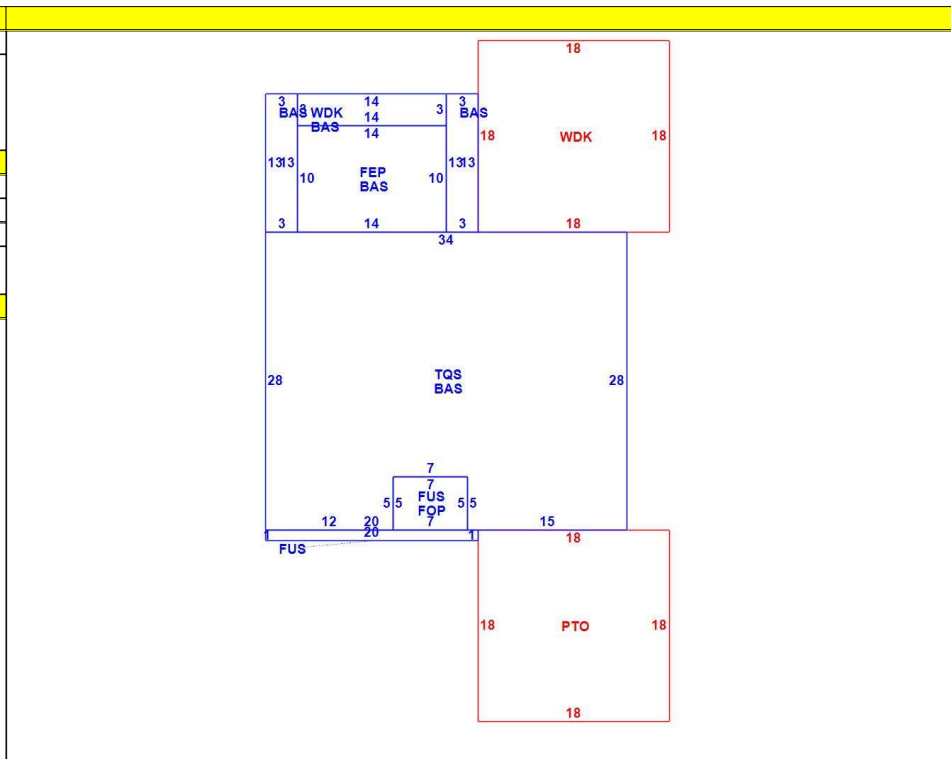 18
3 14 3
BAS 3 WDK 14 3 BAS
BAS 14
18 WDK 18
13 13 FEP 13 13
10 BAS 10
3 14 3 18
34
28 TQS 28
BAS
7
7
5 5 FUS 5 5
FOP
12 20 7 15
1 20 1 18
FUS
18 PTO 18
18